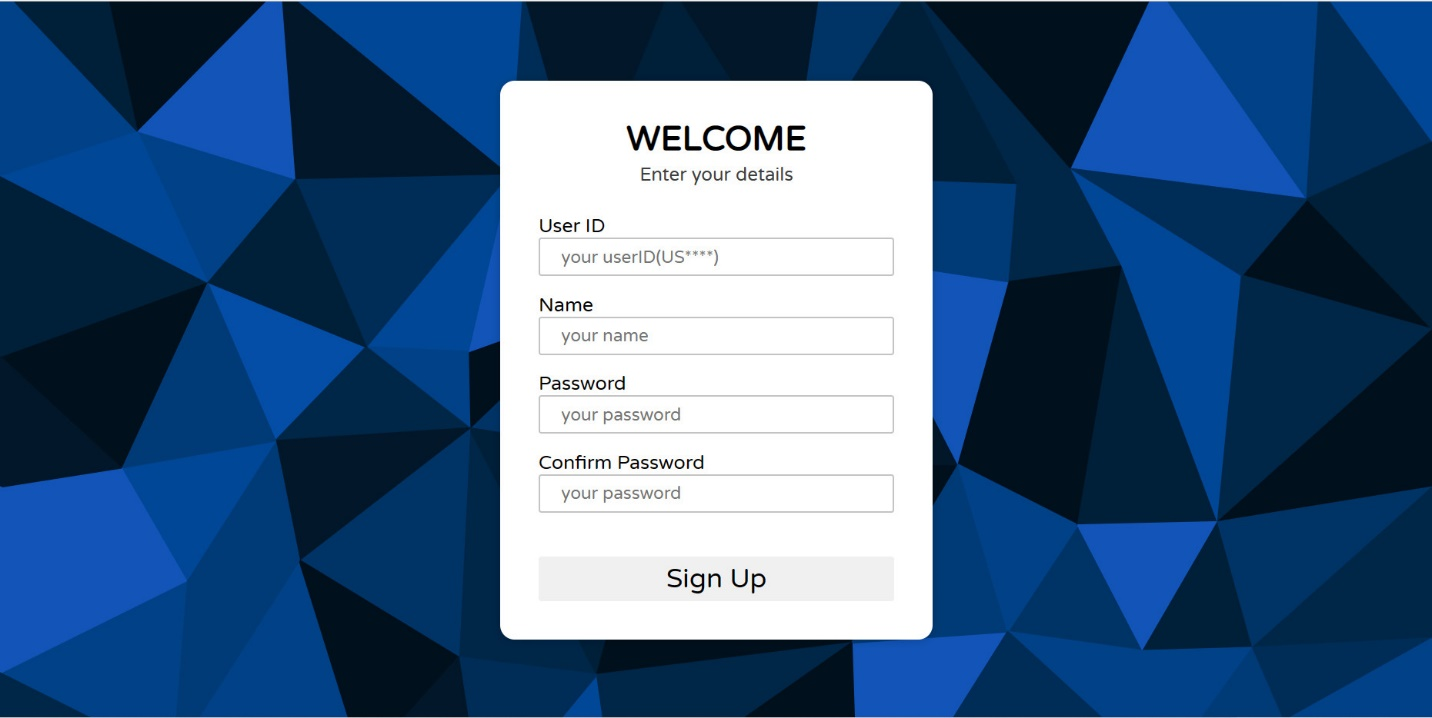 WELCOME
Enter your details
User ID
your userID(US****)
Name
your name
Password
your password
Confirm Password
your password
Sign Up